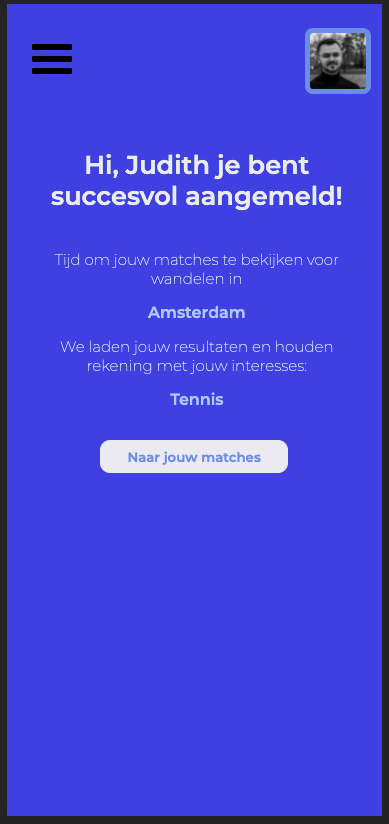 Hi, Judith je bent
succesvol aangemeld!
Tijd om jouw matches te bekijken voor
wandelen in
Amsterdam
We laden jouw resultaten en houden
rekening met jouw interesses:
Tennis
Naar jouw matches